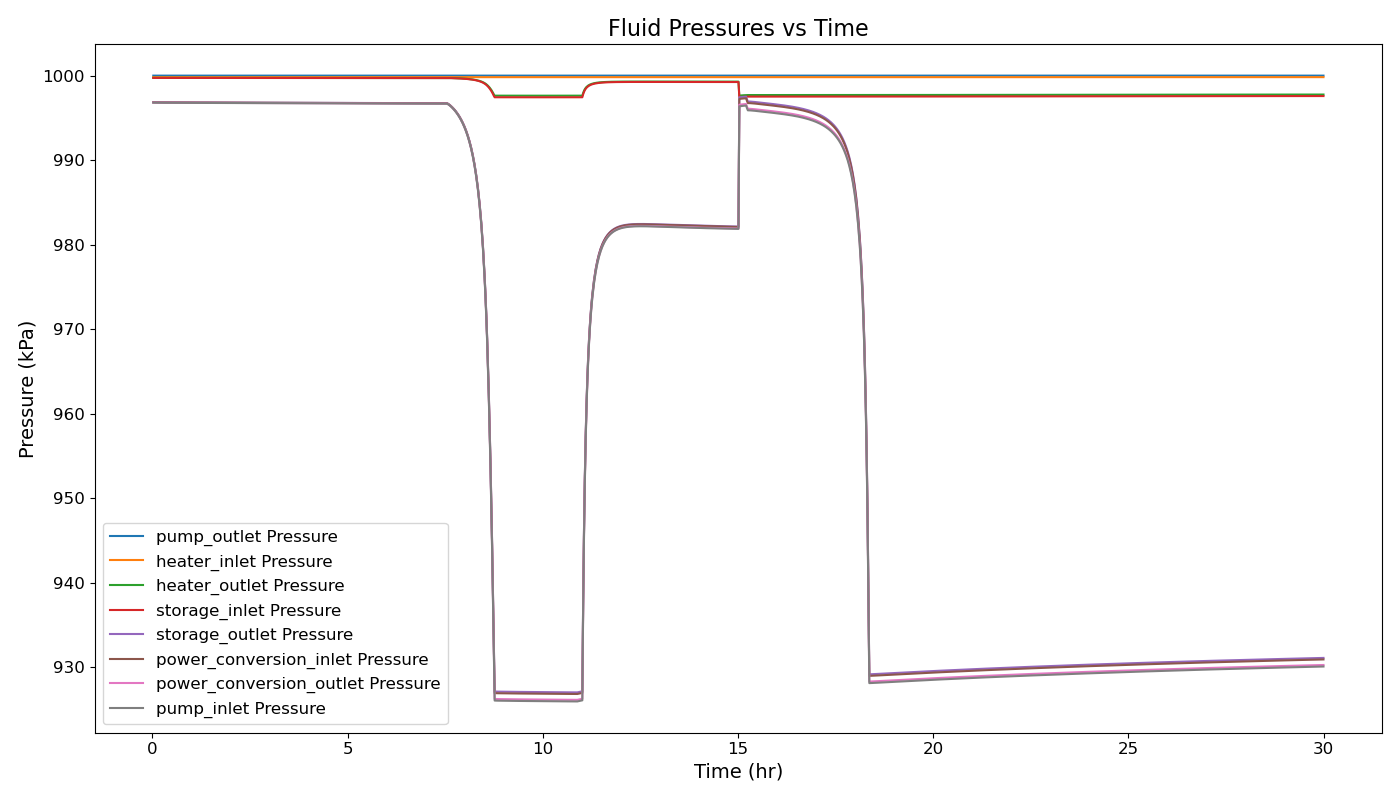 Fluid Pressures vs Time
Pressure (kPa)
1000
990
980
970
960
950
940
930
pump_outlet Pressure
heater_inlet Pressure
heater_outlet Pressure
storage_inlet Pressure
storage_outlet Pressure
power_conversion_inlet Pressure
power_conversion_outlet Pressure
pump_inlet Pressure
0 5 10 15 20 25 30
Time (hr)